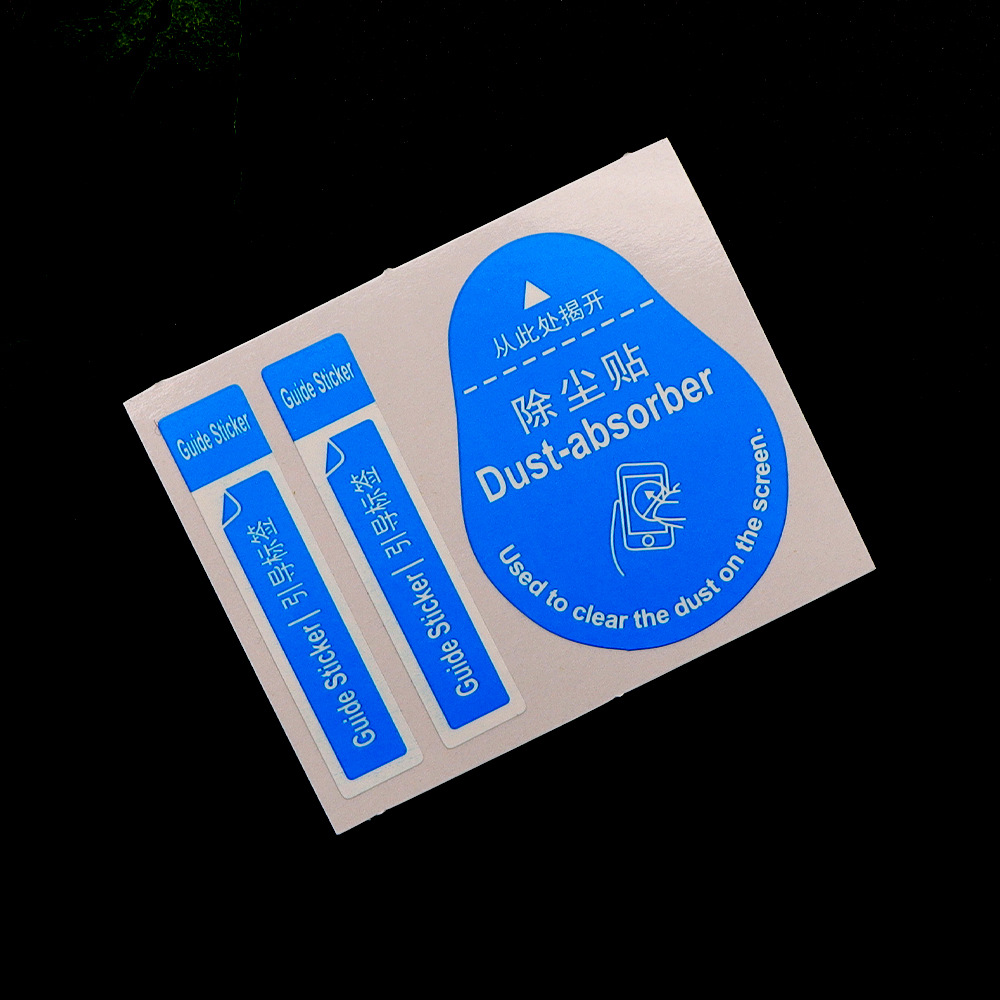 Guide Sticker
Guide Sticker | 引导标签
Guide Sticker
Guide Sticker | 引导标签
从此处揭开
除尘贴
Dust-absorber
Used to clear the dust on the screen.